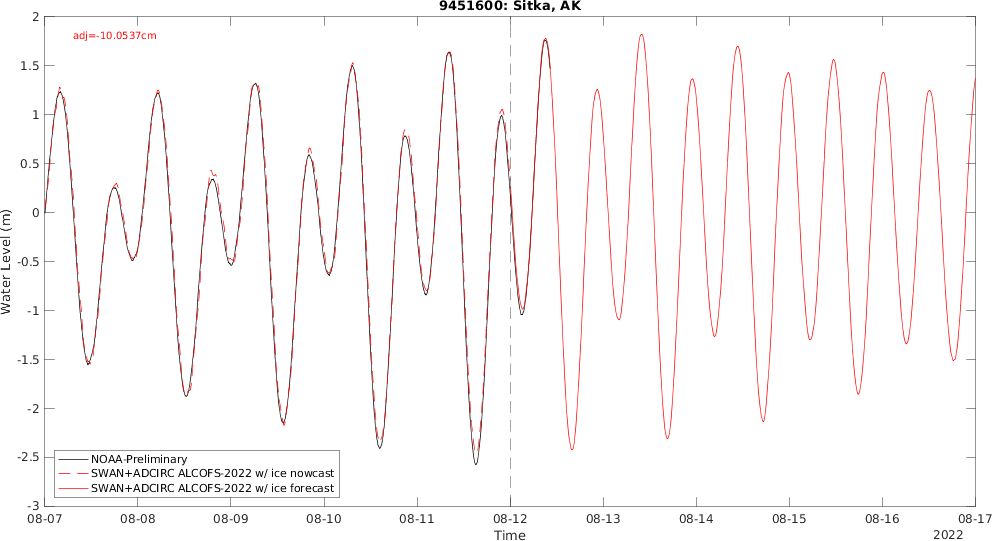 9451600: Sitka, AK
adj=-10.0537cm
2
1.5
1
0.5
0
-0.5
-1
-1.5
-2
-2.5
-3
Water Level (m)
NOAA-Preliminary
SWAN+ADCIRC ALCOFS-2022 w/ ice nowcast
SWAN+ADCIRC ALCOFS-2022 w/ ice forecast
08-07 08-08 08-09 08-10 08-11 08-12 08-13 08-14 08-15 08-16 08-17
Time
2022